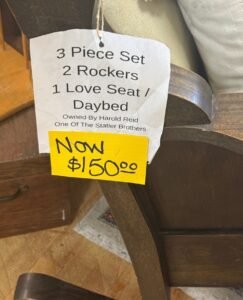 3 Piece Set
2 Rockers
1 Love Seat /
Daybed
Owned By Harold Reid
One Of The Statler Brothers
Now
$150.00